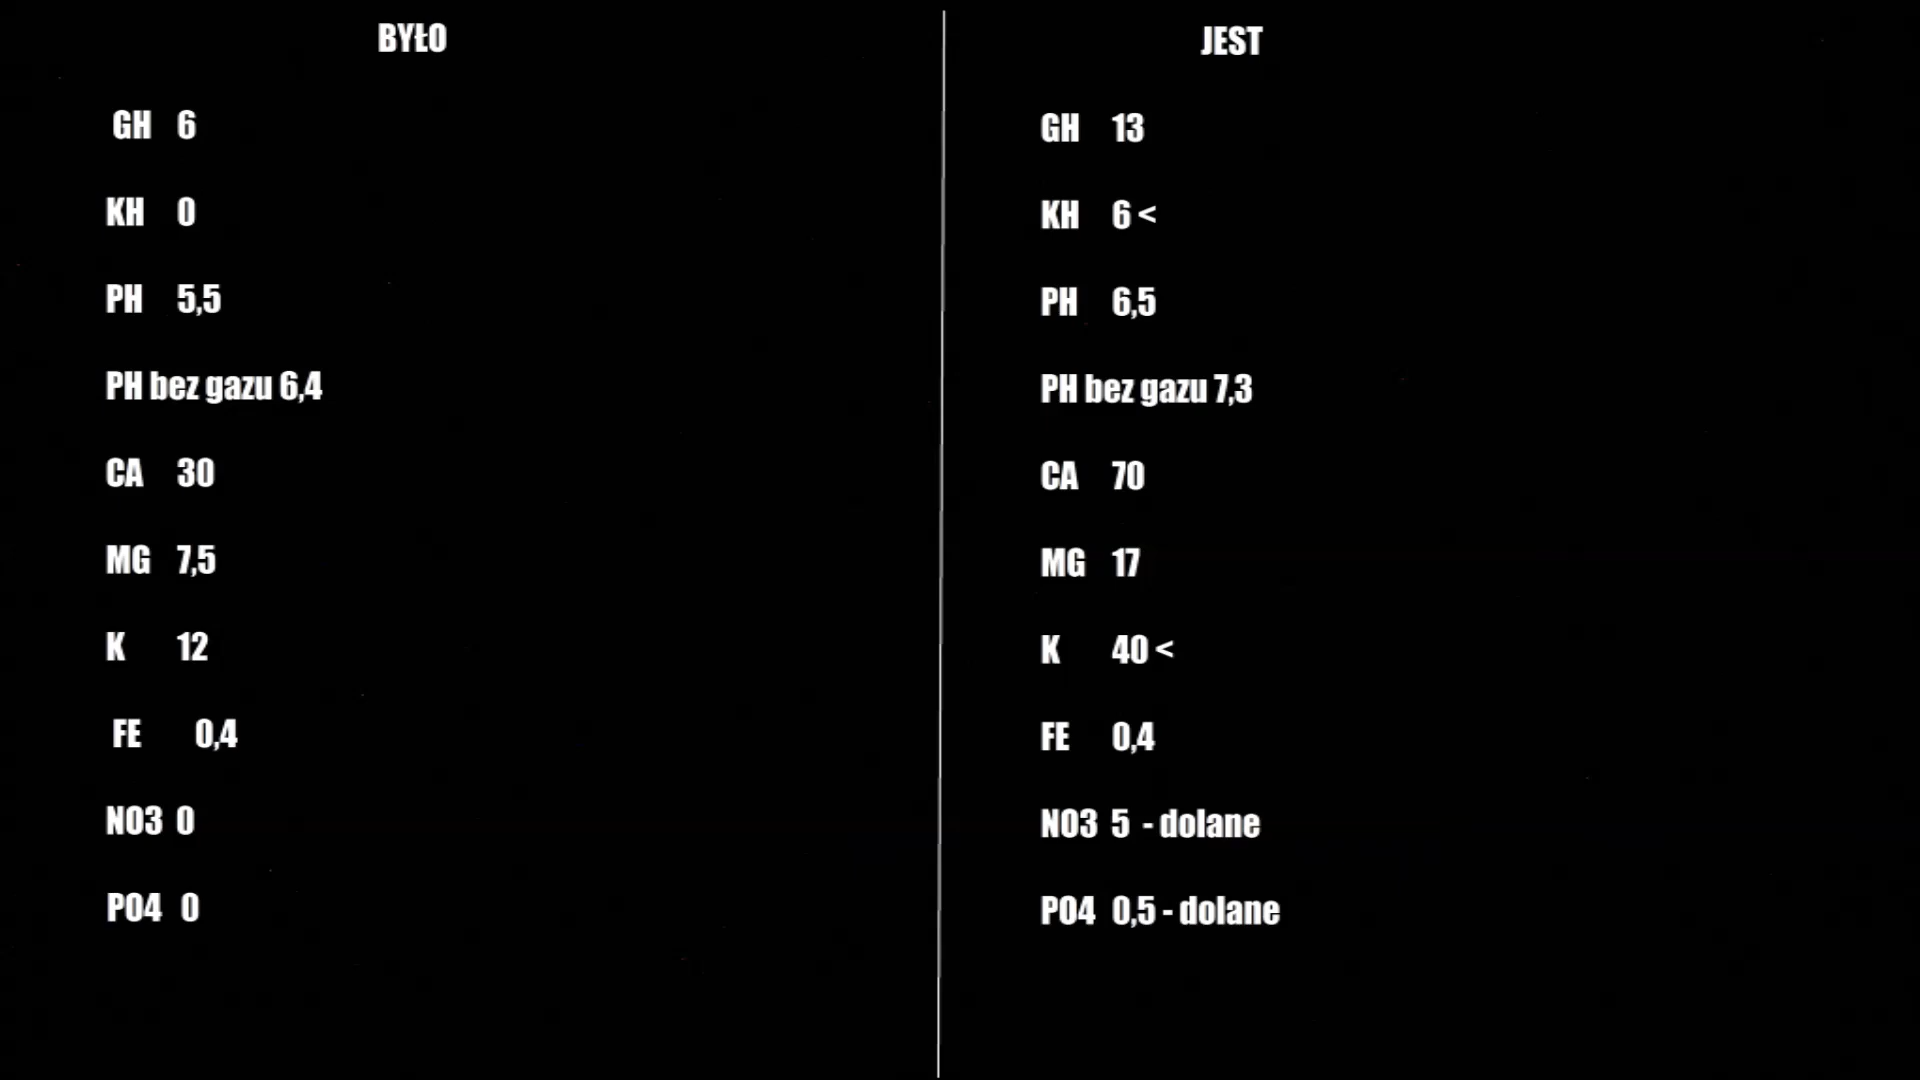 BYŁO
GH 6
KH 0
PH 5,5
PH bez gazu 6,4
CA 30
MG 7,5
K 12
FE 0,4
NO3 0
PO4 0
JEST
GH 13
KH 6 <
PH 6,5
PH bez gazu 7,3
CA 70
MG 17
K 40 <
FE 0,4
NO3 5 - dolane
PO4 0,5 - dolane